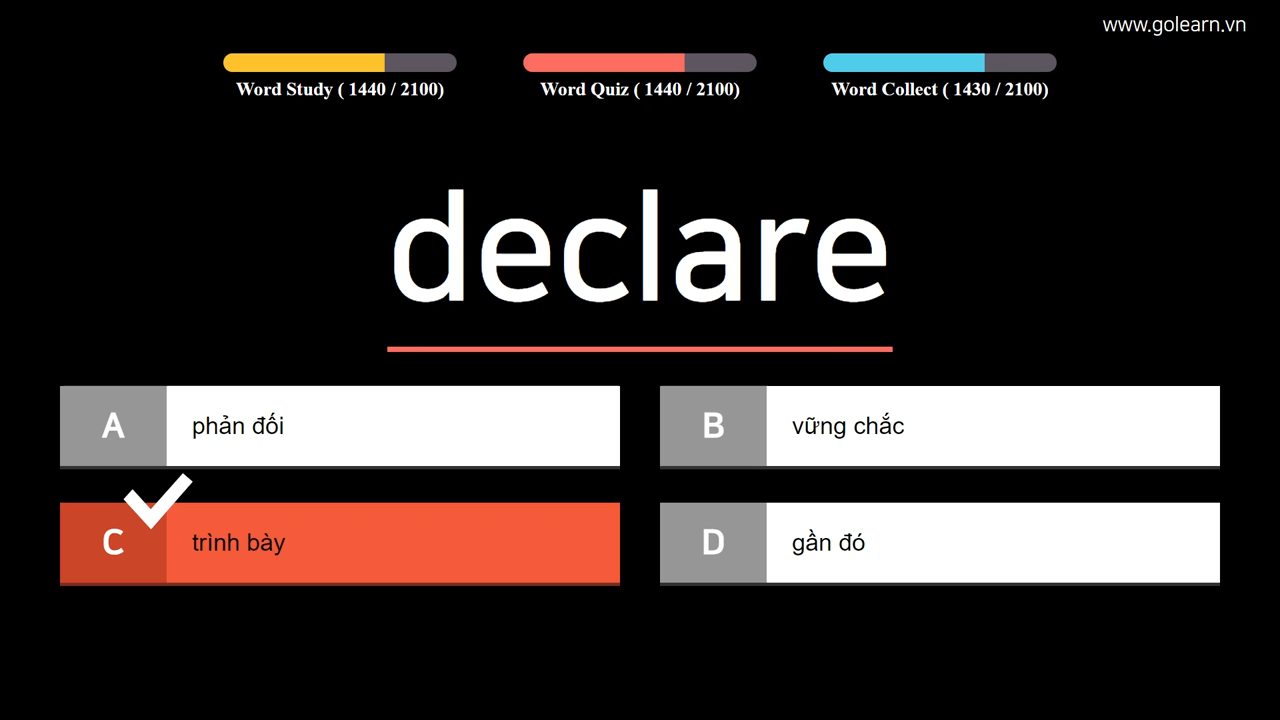 www.golearn.vn
Word Study ( 1440 / 2100)
Word Quiz ( 1440 / 2100)
Word Collect ( 1430 / 2100)
declare
A phản đối
B vững chắc
C trình bày
D gần đó